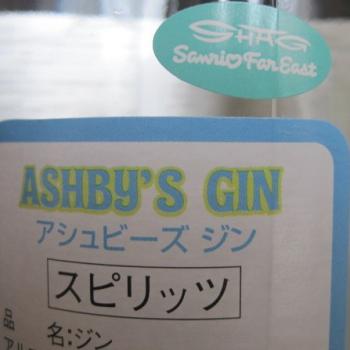 SHAG
Sanrio Far East
ASHBY'S GIN
アシュビーズ ジン
スピリッツ
品 名:ジン